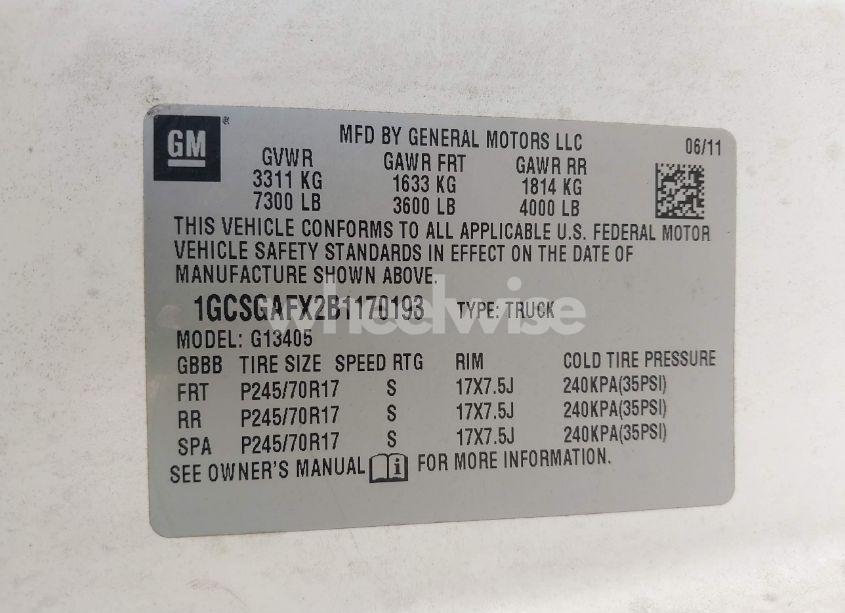 GM®
MFD BY GENERAL MOTORS LLC 06/11
GVWR GAWR FRT GAWR RR
3311 KG 1633 KG 1814 KG
7300 LB 3600 LB 4000 LB
THIS VEHICLE CONFORMS TO ALL APPLICABLE U.S. FEDERAL MOTOR
VEHICLE SAFETY STANDARDS IN EFFECT ON THE DATE OF
MANUFACTURE SHOWN ABOVE.
1GCSGAFX2B1170193 TYPE: TRUCK
wheelwise
MODEL: G13405
GBBB TIRE SIZE SPEED RTG RIM COLD TIRE PRESSURE
FRT P245/70R17 S 17X7.5J 240KPA(35PSI)
RR P245/70R17 S 17X7.5J 240KPA(35PSI)
SPA P245/70R17 S 17X7.5J 240KPA(35PSI)
SEE OWNER'S MANUAL i FOR MORE INFORMATION.